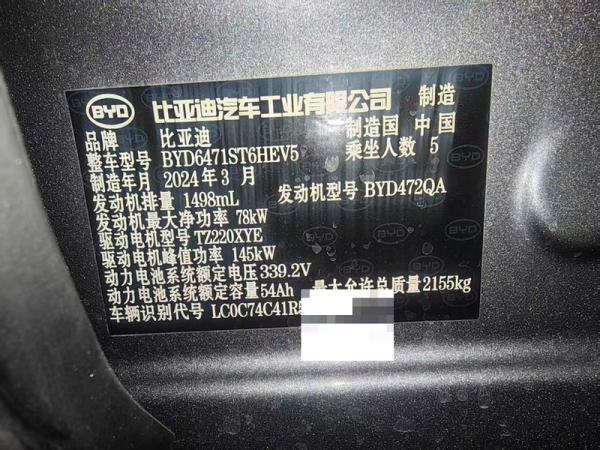 BYD 比亚迪汽车工业有限公司 制造
品牌 比亚迪 制造国 中国
整车型号 BYD6471ST6HEV5 乘坐人数 5
制造年月 2024年3月
发动机排量 1498mL 发动机型号 BYD472QA
发动机最大净功率 78kW
驱动电机型号 TZ220XYE
驱动电机峰值功率 145kW
动力电池系统额定电压 339.2V
动力电池系统额定容量 54Ah 最大允许总质量 2155kg
车辆识别代号 LC0C74C41R